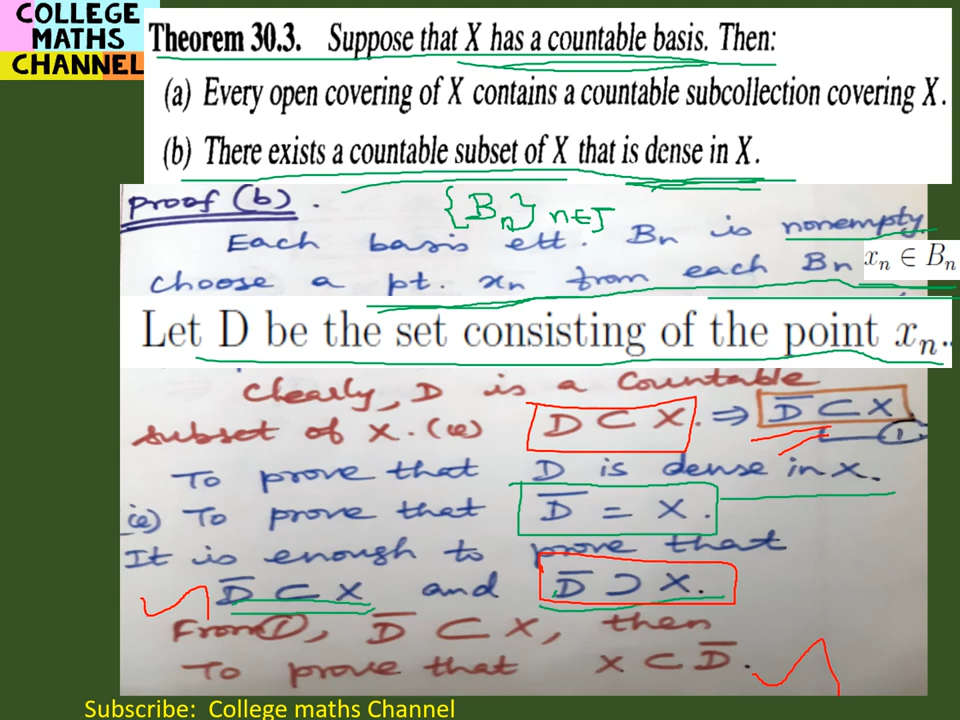 COLLEGE
MATHS
CHANNEL
Theorem 30.3. Suppose that X has a countable basis. Then:
(a) Every open covering of X contains a countable subcollection covering X.
(b) There exists a countable subset of X that is dense in X.
proof (b) . {Bₙ} n∈J
Each basis elt. Bn is nonempty
choose a pt. xn from each Bn xₙ ∈ Bₙ
Let D be the set consisting of the point xₙ.
Clearly, D is a Countable
subset of X. (ie) D ⊂ X. ⇒ D̅ ⊂ X
①
To prove that D is dense in X.
(ie) To prove that D̅ = X.
It is enough to prove that
D̅ ⊂ X and D̅ ⊃ X.
From ①, D̅ ⊂ X, then
To prove that X ⊂ D̅.
Subscribe: College maths Channel